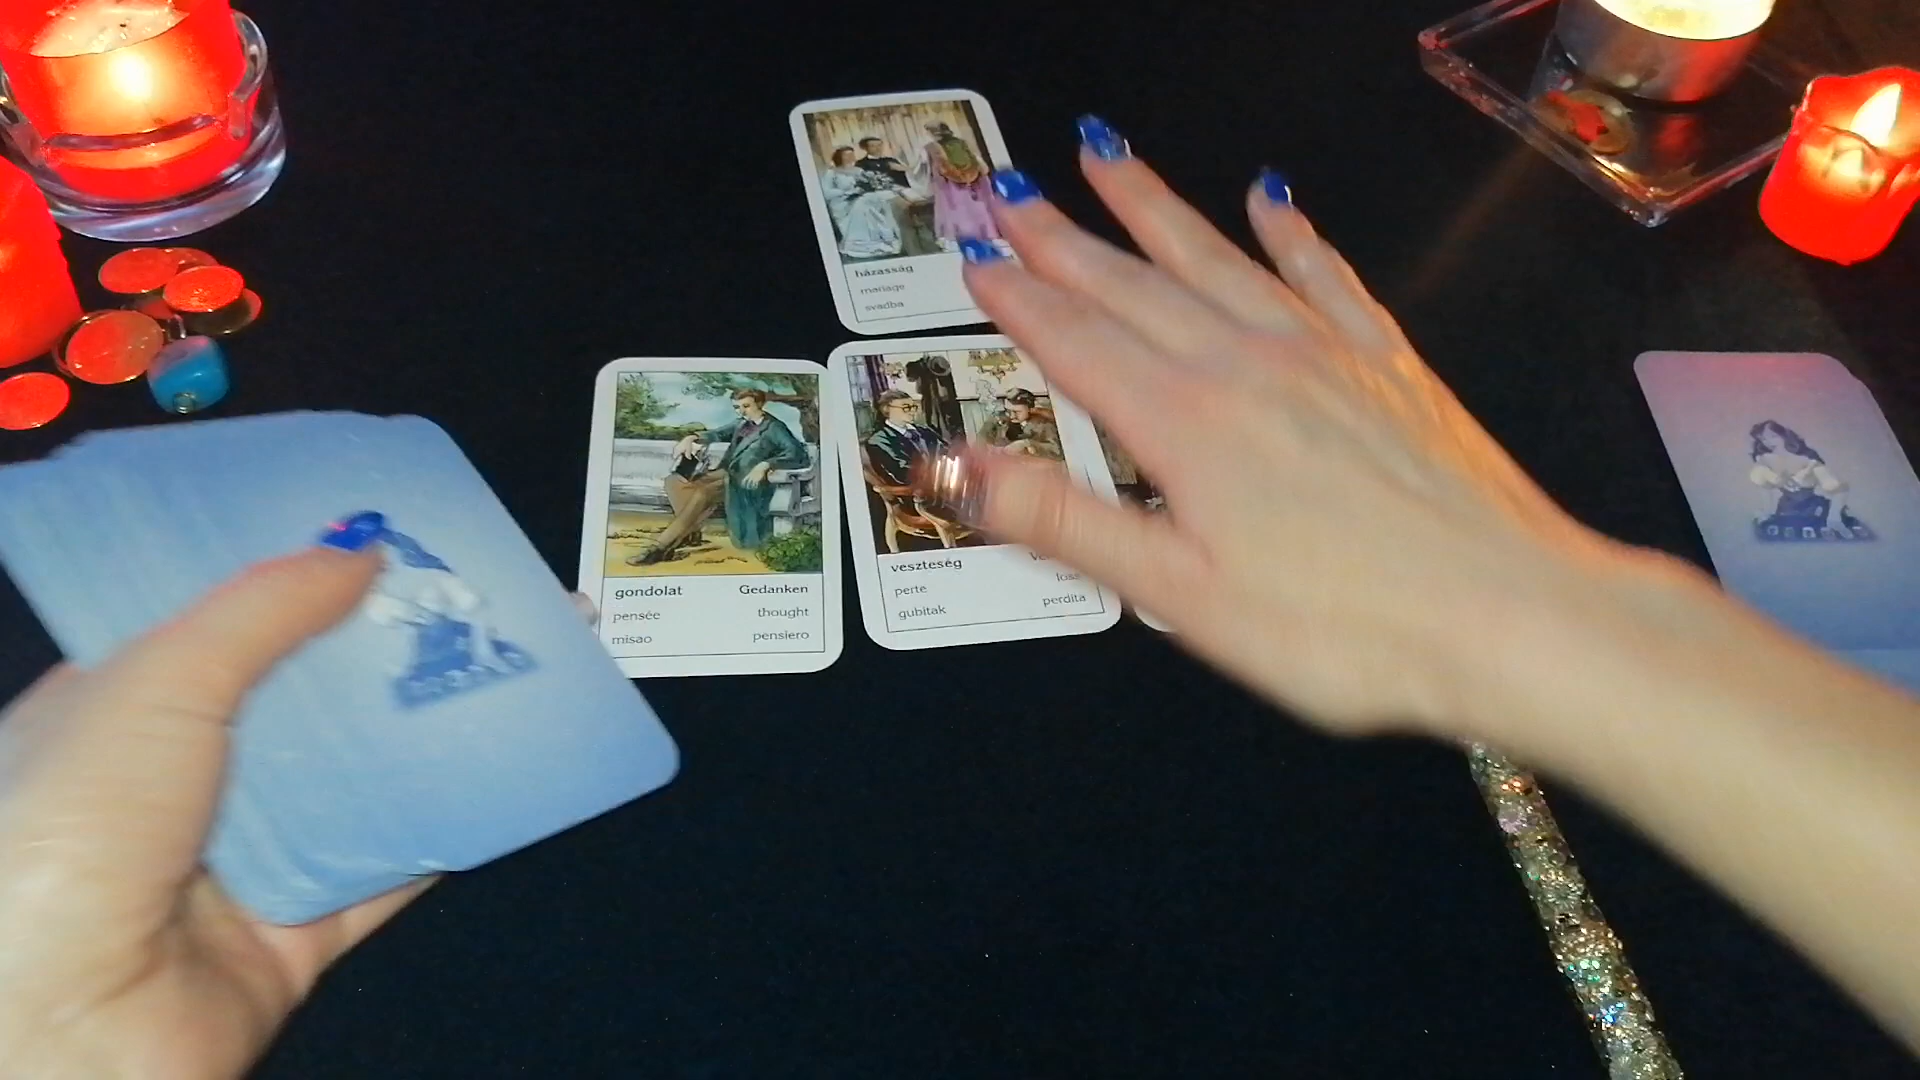 házasság
mariage
svadba
gondolat Gedanken
pensée thought
misao pensiero
veszteség
perte loss
gubitak perdita